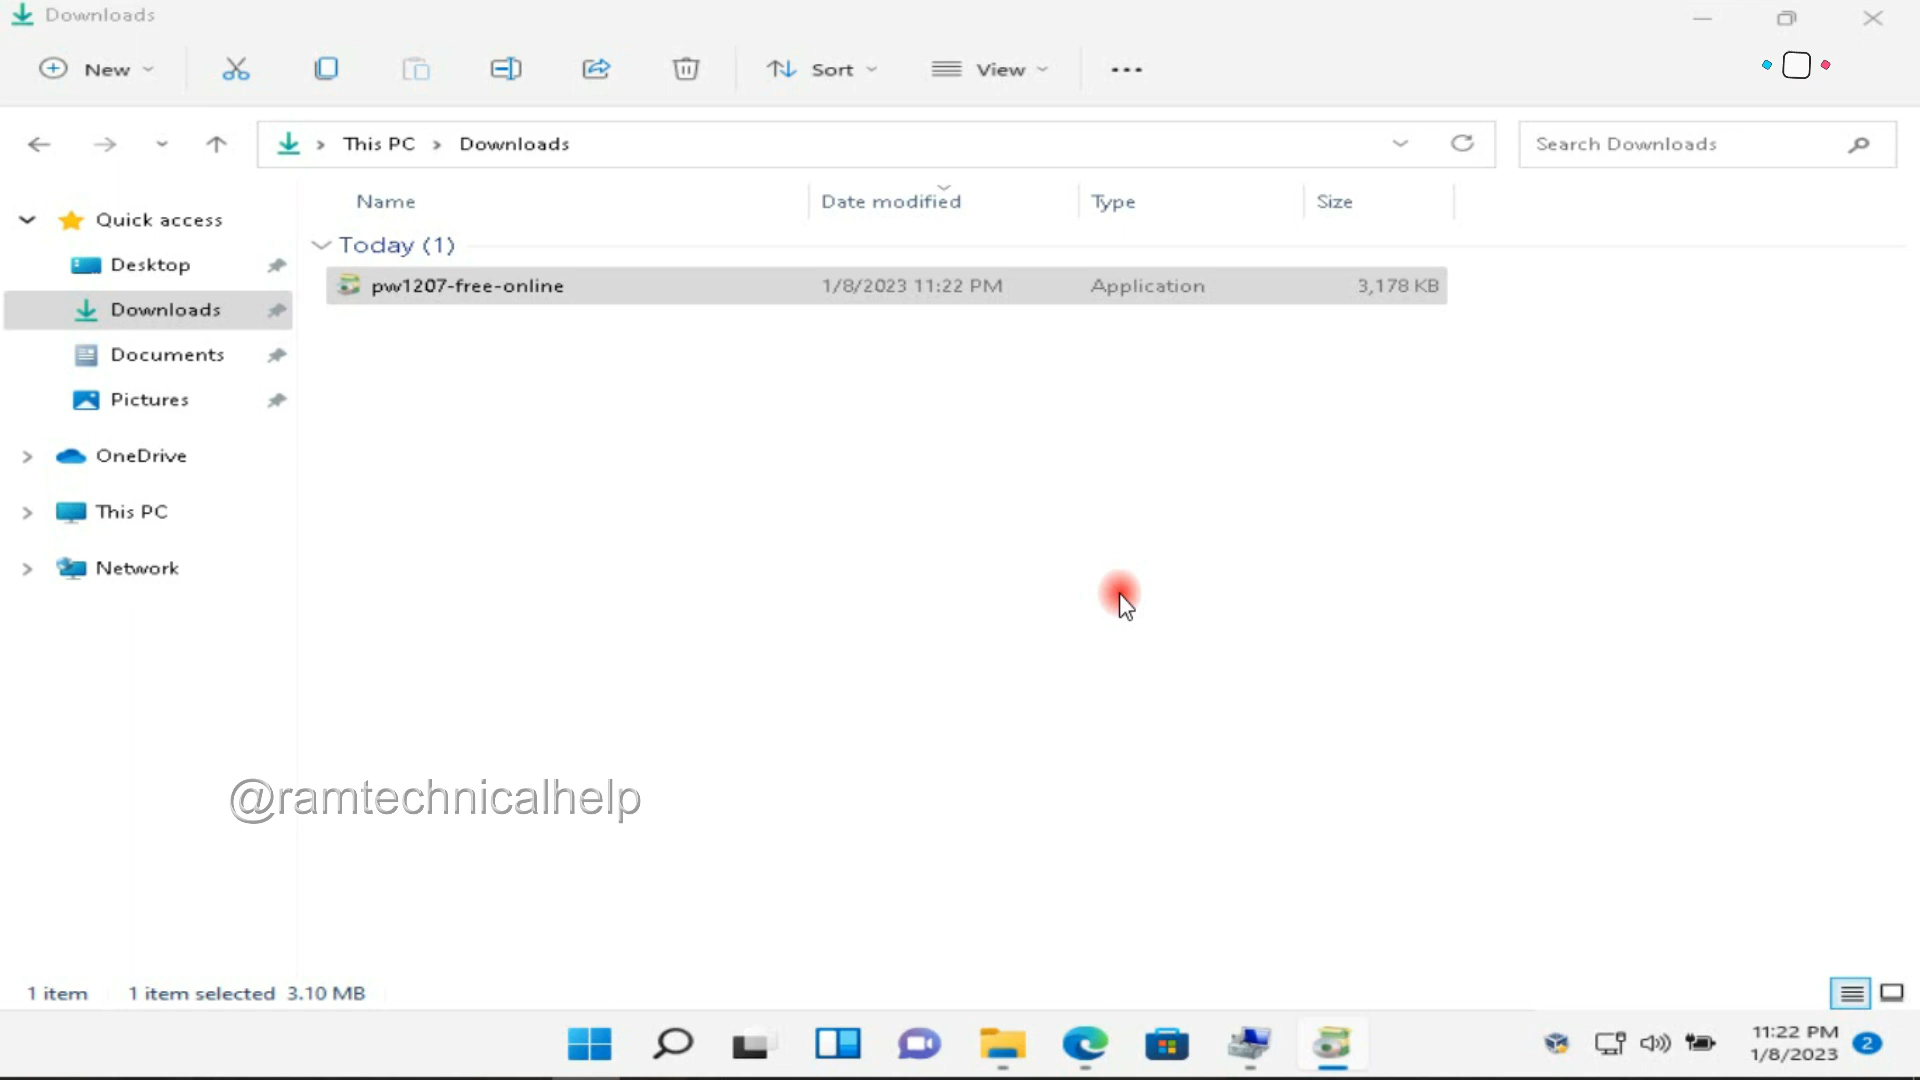 Downloads
New
Sort
View
This PC
Downloads
Search Downloads
Name
Date modified
Type
Size
Quick access
Desktop
Downloads
Documents
Pictures
OneDrive
This PC
Network
Today (1)
pw1207-free-online
1/8/2023 11:22 PM
Application
3,178 KB
@ramtechnicalhelp
1 item
1 item selected 3.10 MB
11:22 PM
1/8/2023
2